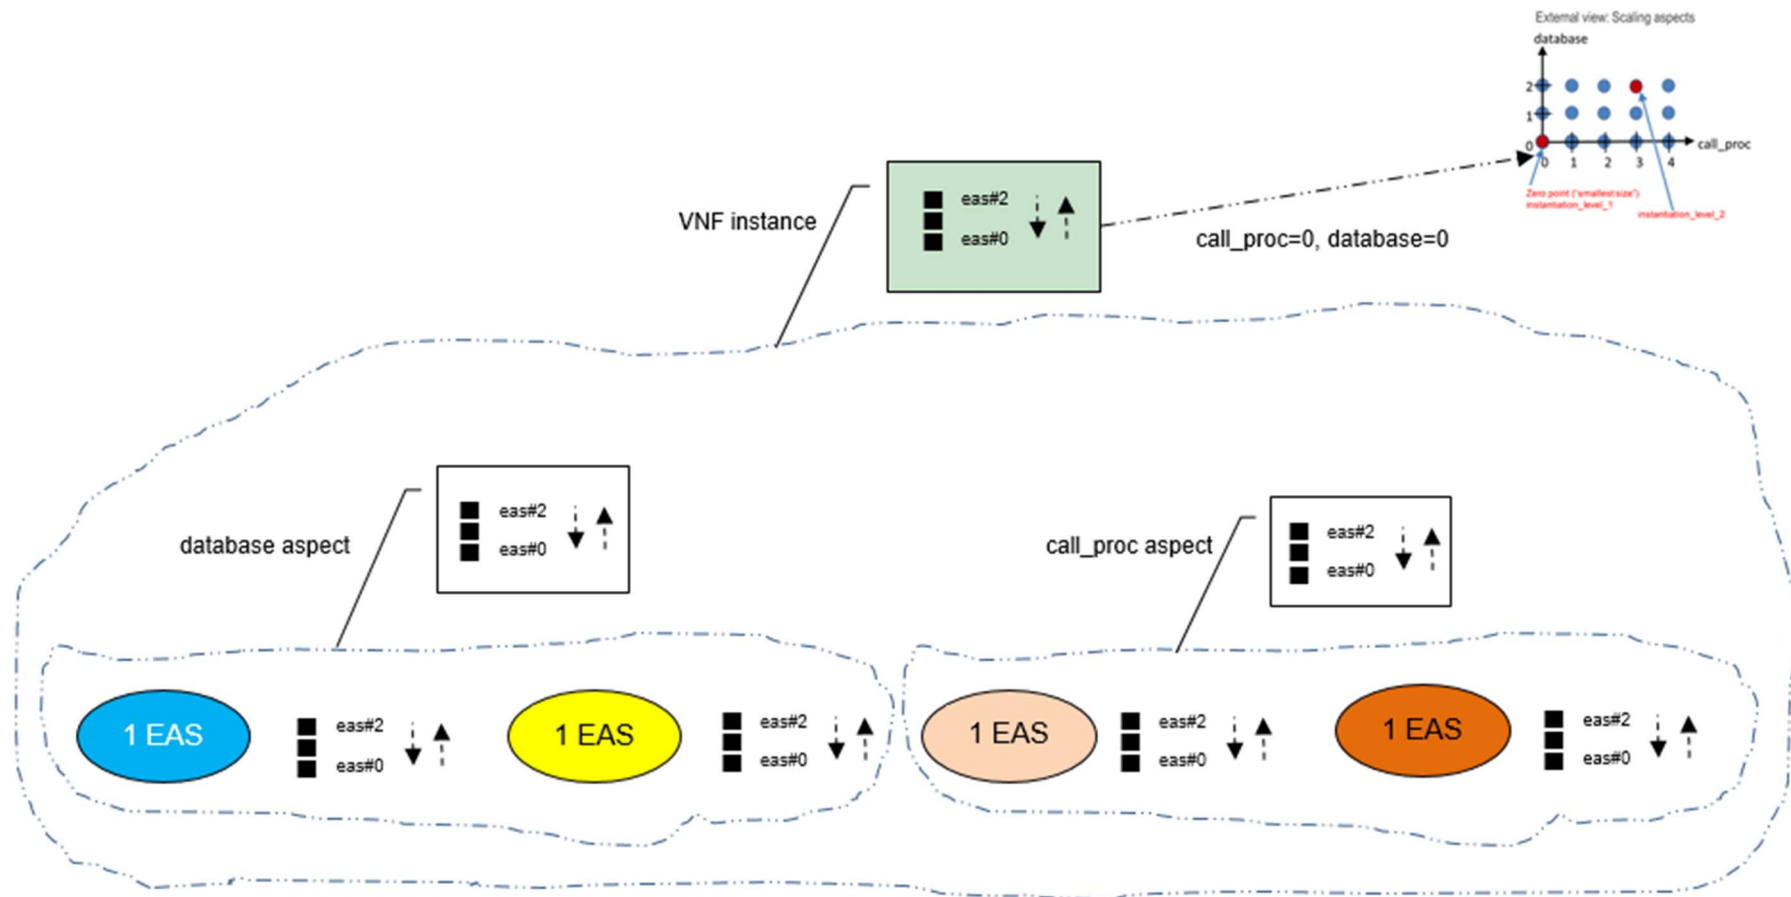 External view: Scaling aspects
database
2
1
0
0 1 2 3 4
call_proc
Zero point ("smallest size")
instantiation_level_1
instantiation_level_2
VNF instance
eas#2
eas#0
call_proc=0, database=0
database aspect
eas#2
eas#0
call_proc aspect
eas#2
eas#0
1 EAS
eas#2
eas#0
1 EAS
eas#2
eas#0
1 EAS
eas#2
eas#0
1 EAS
eas#2
eas#0